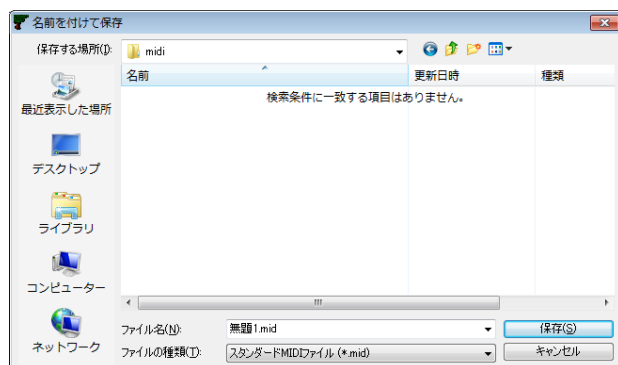 名前を付けて保存
保存する場所(I):
midi
名前
更新日時
種類
検索条件に一致する項目はありません。
最近表示した場所
デスクトップ
ライブラリ
コンピューター
ネットワーク
ファイル名(N):
無題1.mid
保存(S)
ファイルの種類(T):
スタンダードMIDIファイル (*.mid)
キャンセル